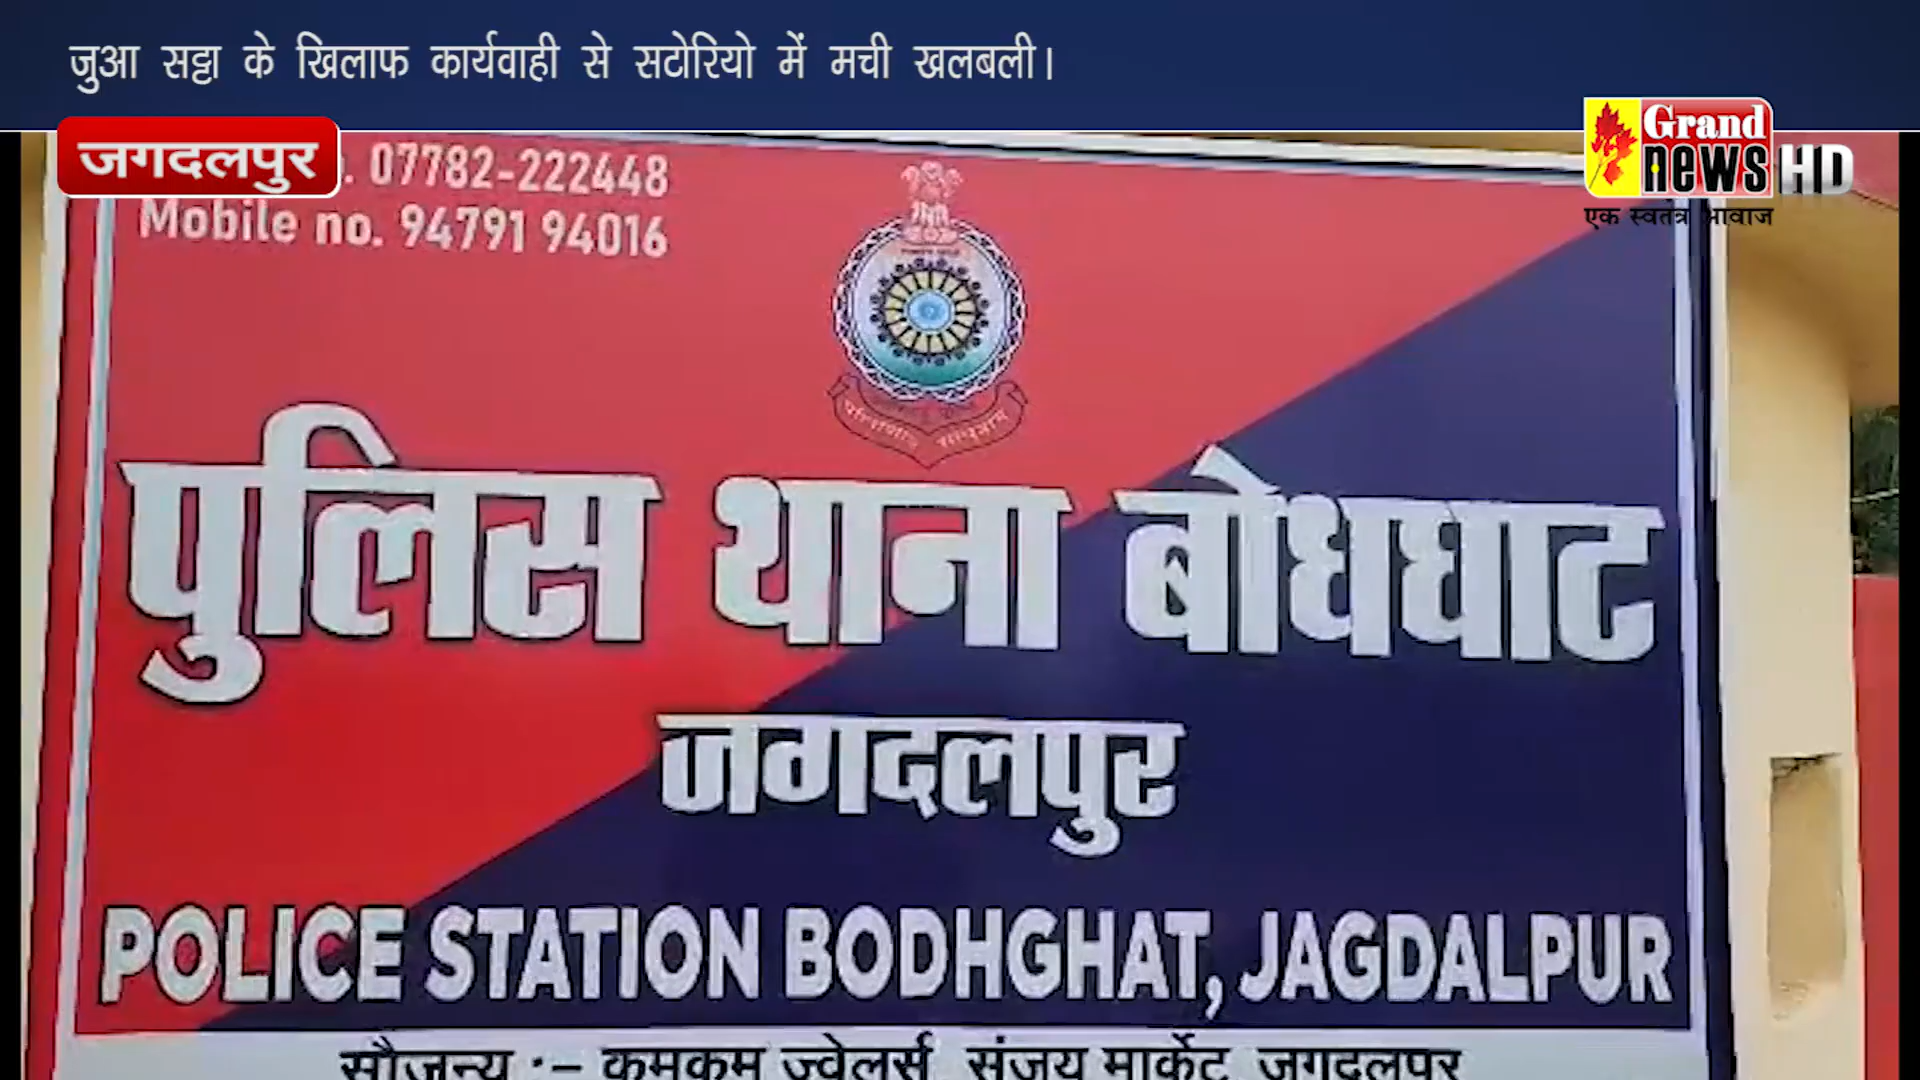 जुआ सट्टा के खिलाफ कार्यवाही से सटोरियो में मची खलबली।
जगदलपुर
Grand
news HD
एक स्वतंत्र आवाज
07782-222448
Mobile no. 94791 94016
पुलिस थाना बोधघाट
जगदलपुर
POLICE STATION BODHGHAT, JAGDALPUR
सौजन्य :- कुमकुम ज्वेलर्स, संजय मार्केट, जगदलपुर